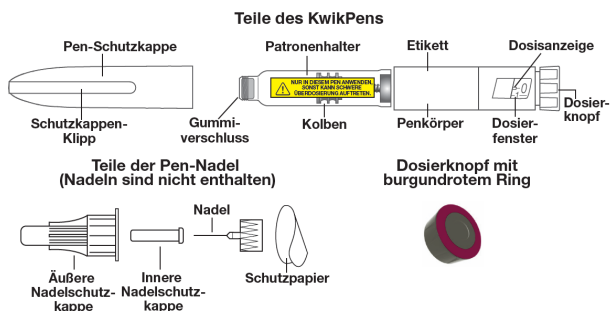 Teile des KwikPens
Pen-Schutzkappe
Patronenhalter
Etikett
Dosisanzeige
NUR IN DIESEM PEN ANWENDEN,
SONST KANN SCHWERE
ÜBERDOSIERUNG AUFTRETEN.
0
Schutzkappen-
Klipp
Gummi-
verschluss
Kolben
Penkörper
Dosier-
fenster
Dosier-
knopf
Teile der Pen-Nadel
(Nadeln sind nicht enthalten)
Dosierknopf mit
burgundrotem Ring
Nadel
Äußere
Nadelschutz-
kappe
Innere
Nadelschutz-
kappe
Schutzpapier